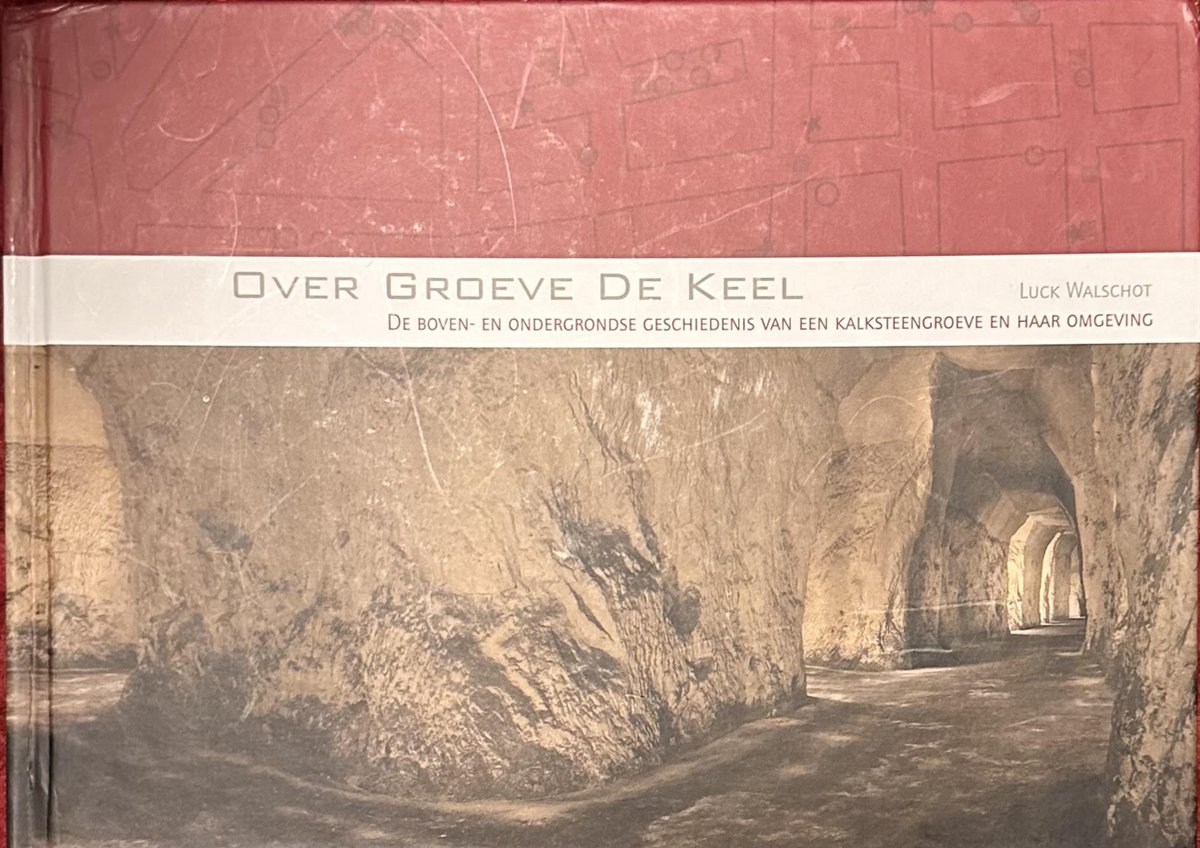 Over Groeve De Keel
Luck Walschot
De boven- en ondergrondse geschiedenis van een kalksteengroeve en haar omgeving